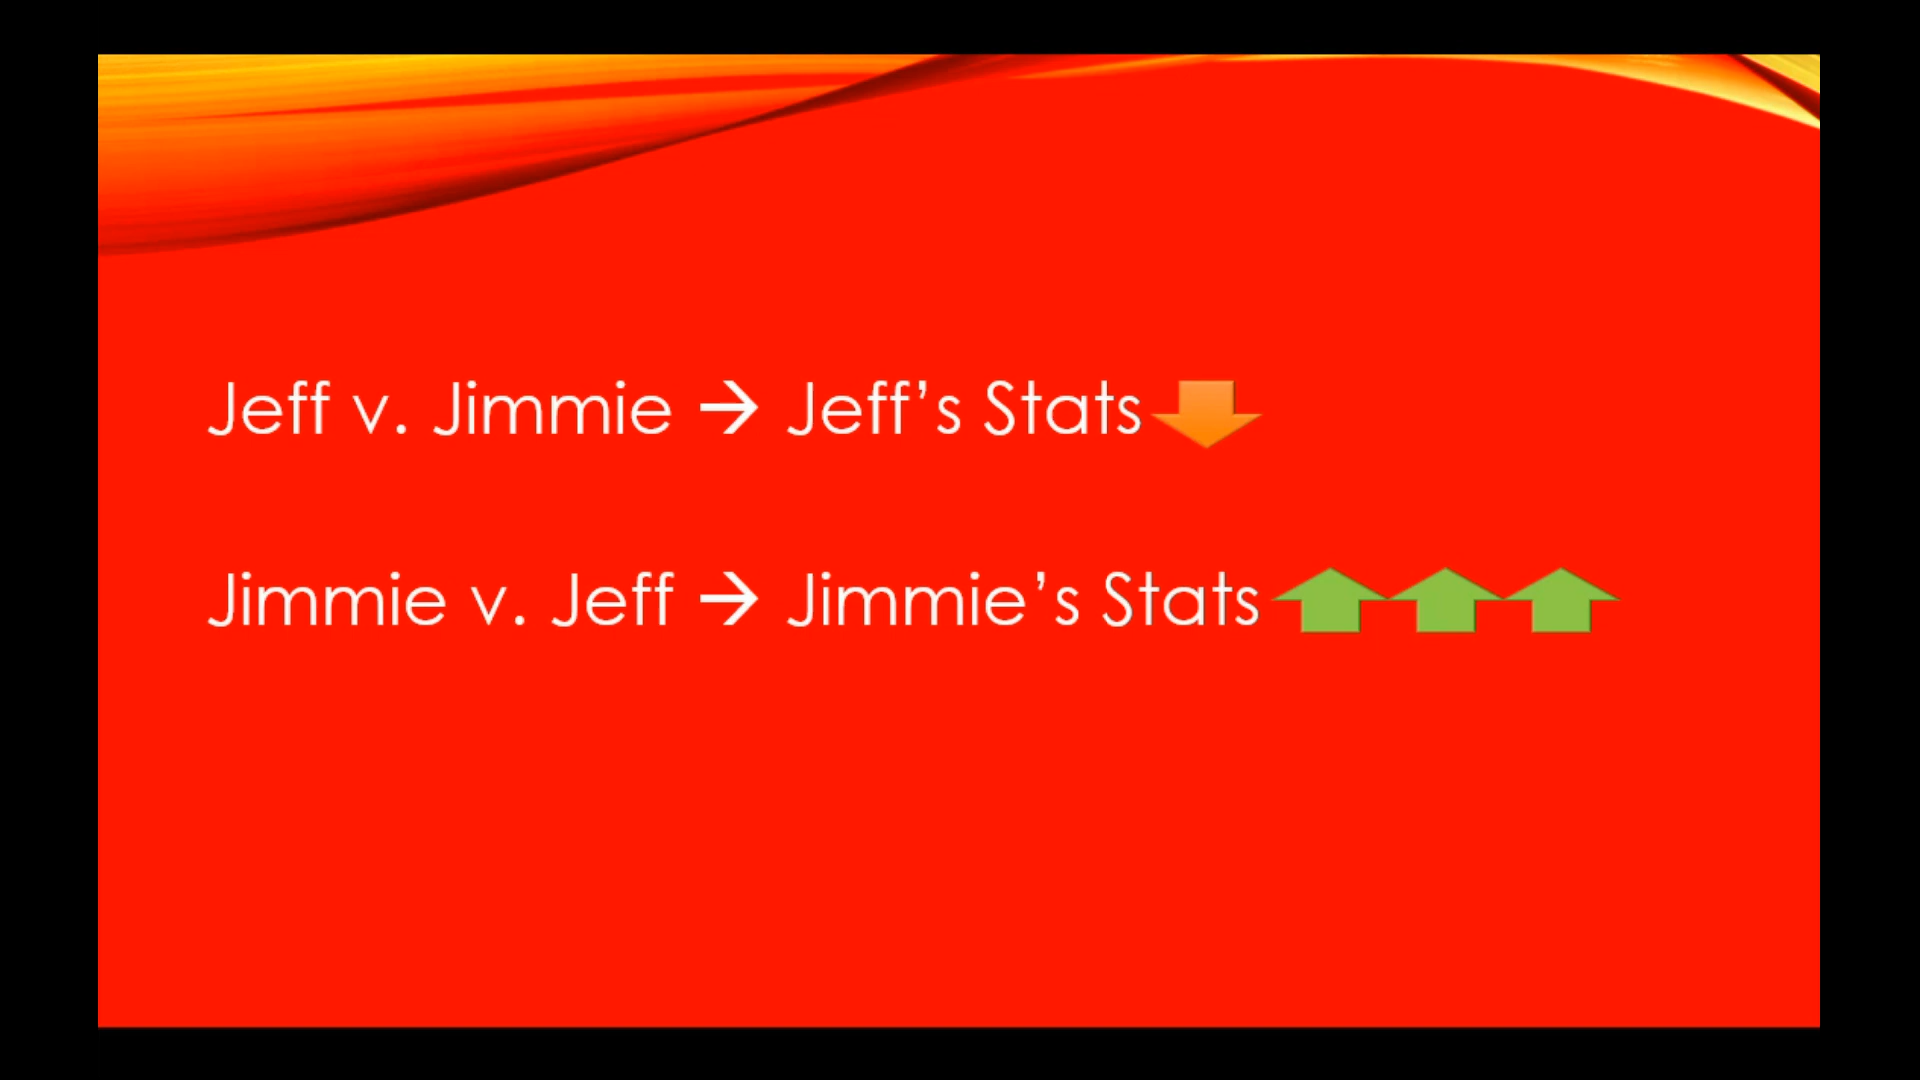 Jeff v. Jimmie → Jeff’s Stats
Jimmie v. Jeff → Jimmie’s Stats